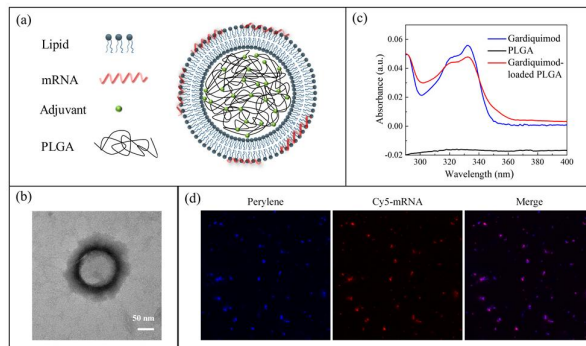 (a)
Lipid
mRNA
Adjuvant
PLGA
(b)
50 nm
(c)
Absorbance (a.u.)
0.06
0.04
0.02
0.00
-0.02
300
320
340
360
380
400
Wavelength (nm)
Gardiquimod
PLGA
Gardiquimod-
loaded PLGA
(d)
Perylene
Cy5-mRNA
Merge